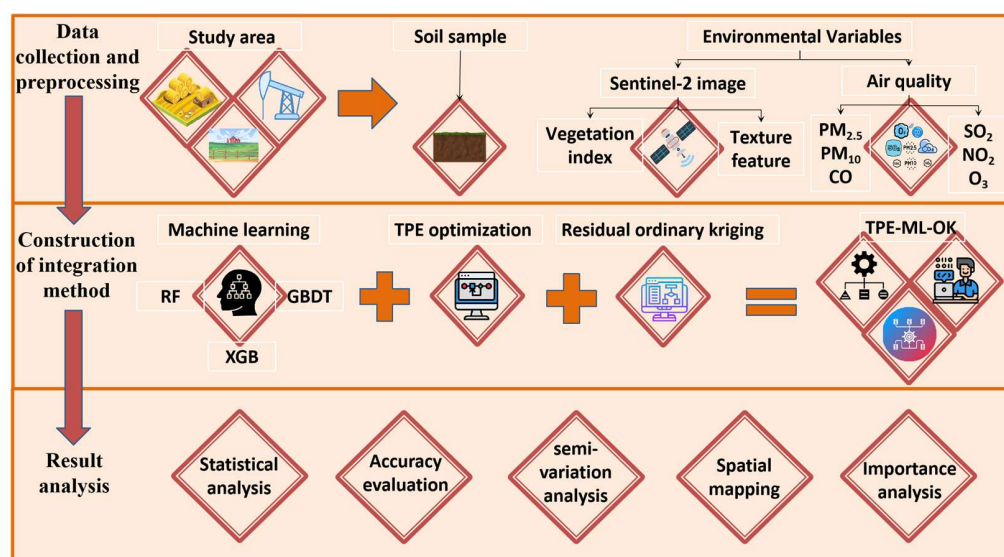 Data
collection and
preprocessing
Study area
Soil sample
Environmental Variables
Sentinel-2 image
Air quality
Vegetation
index
Texture
feature
PM2.5
PM10
CO
SO2
NO2
O3
Construction
of integration
method
Machine learning
RF
GBDT
XGB
TPE optimization
Residual ordinary kriging
TPE-ML-OK
Result
analysis
Statistical
analysis
Accuracy
evaluation
semi-
variation
analysis
Spatial
mapping
Importance
analysis